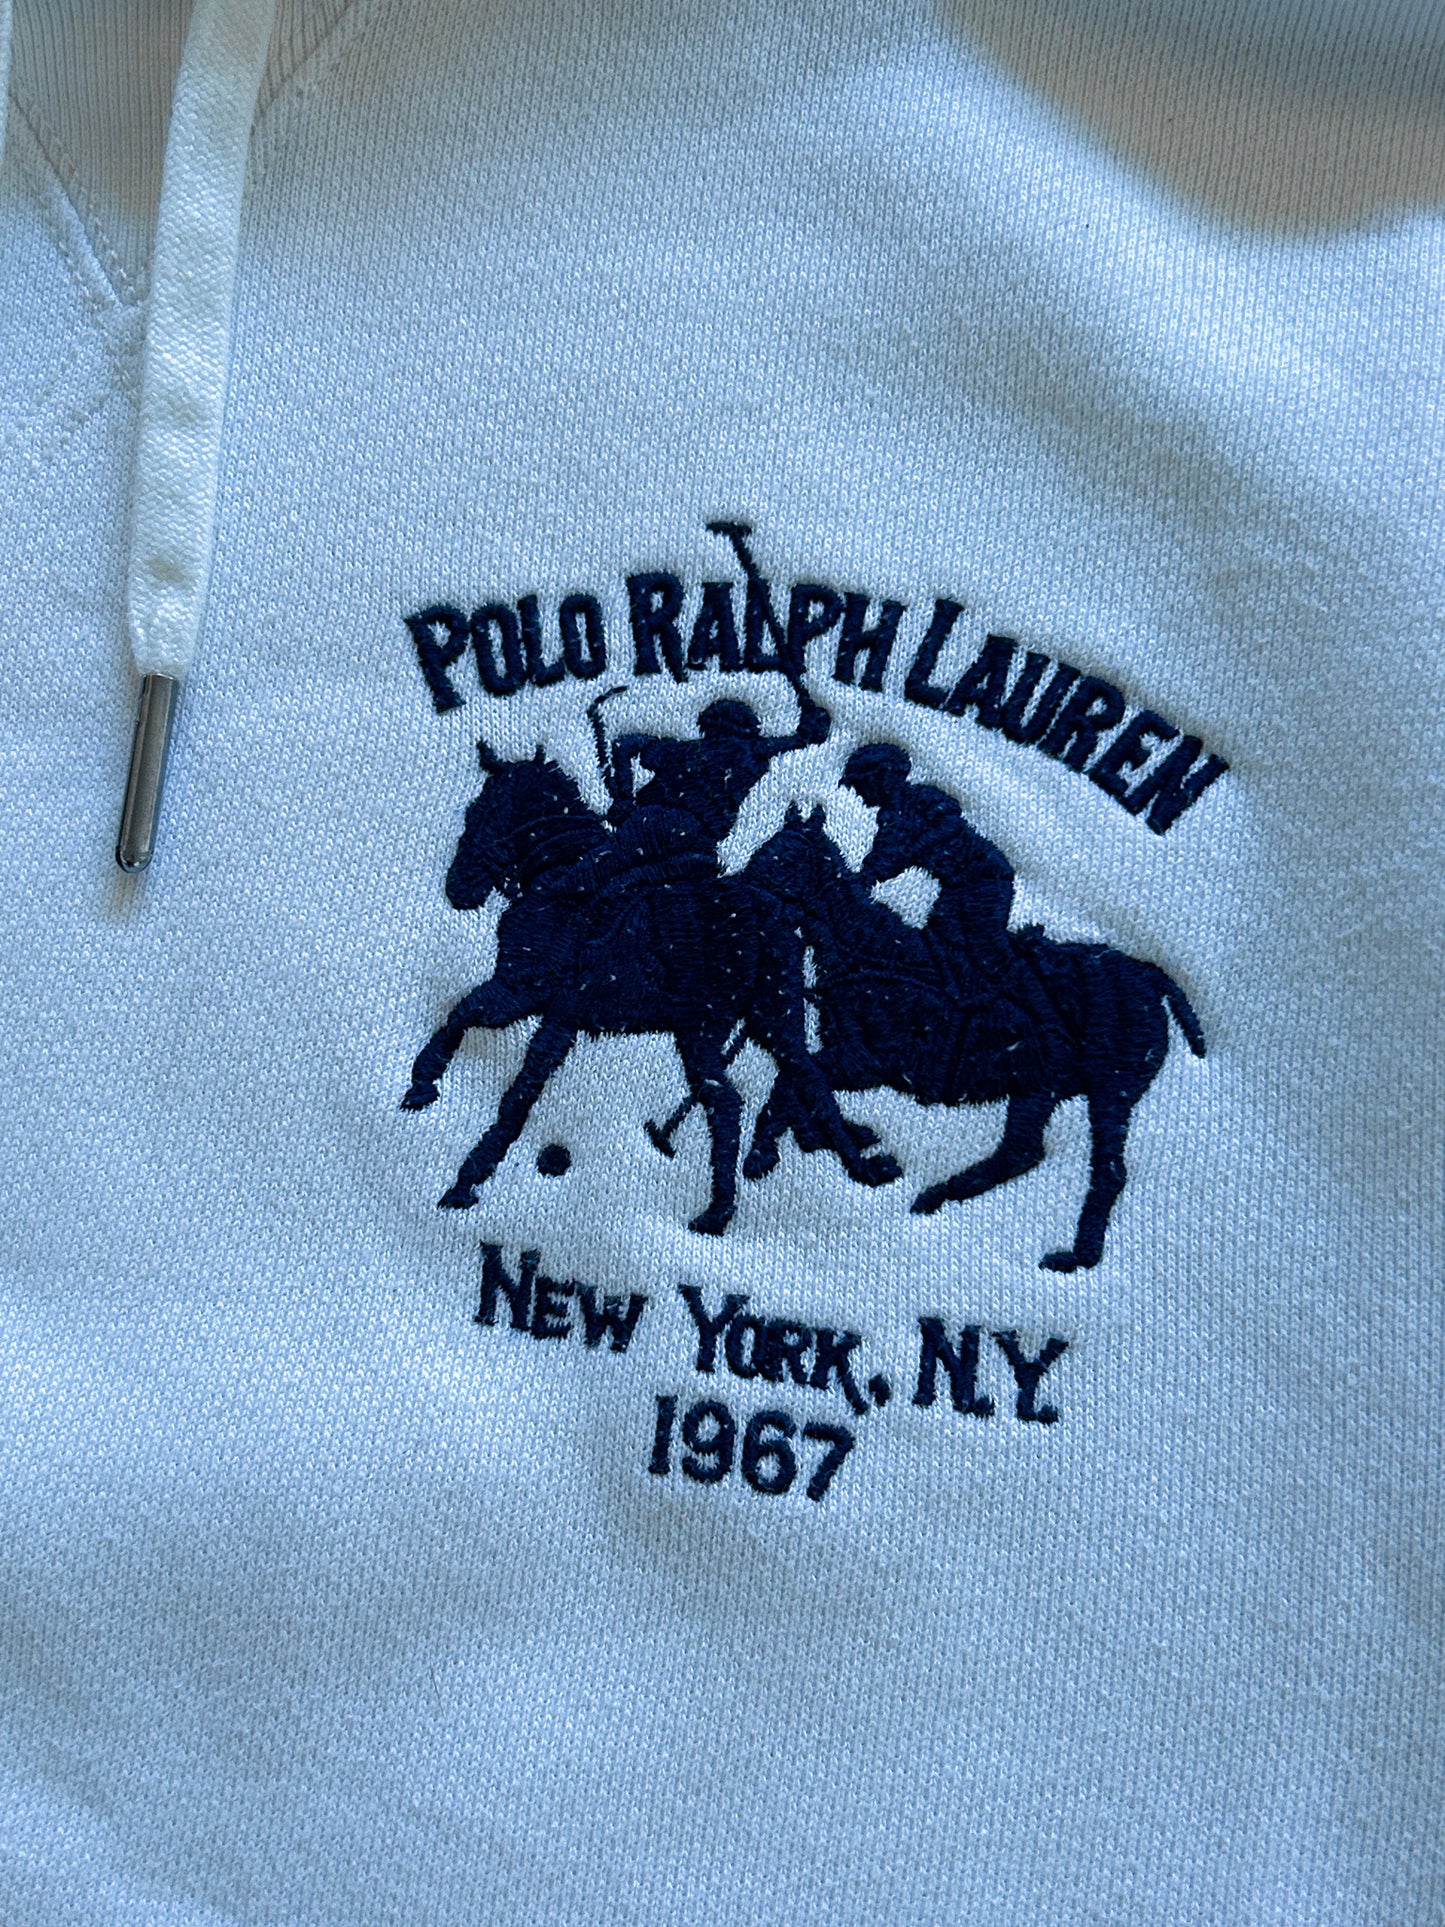 Polo Ralph Lauren
New York, N.Y.
1967